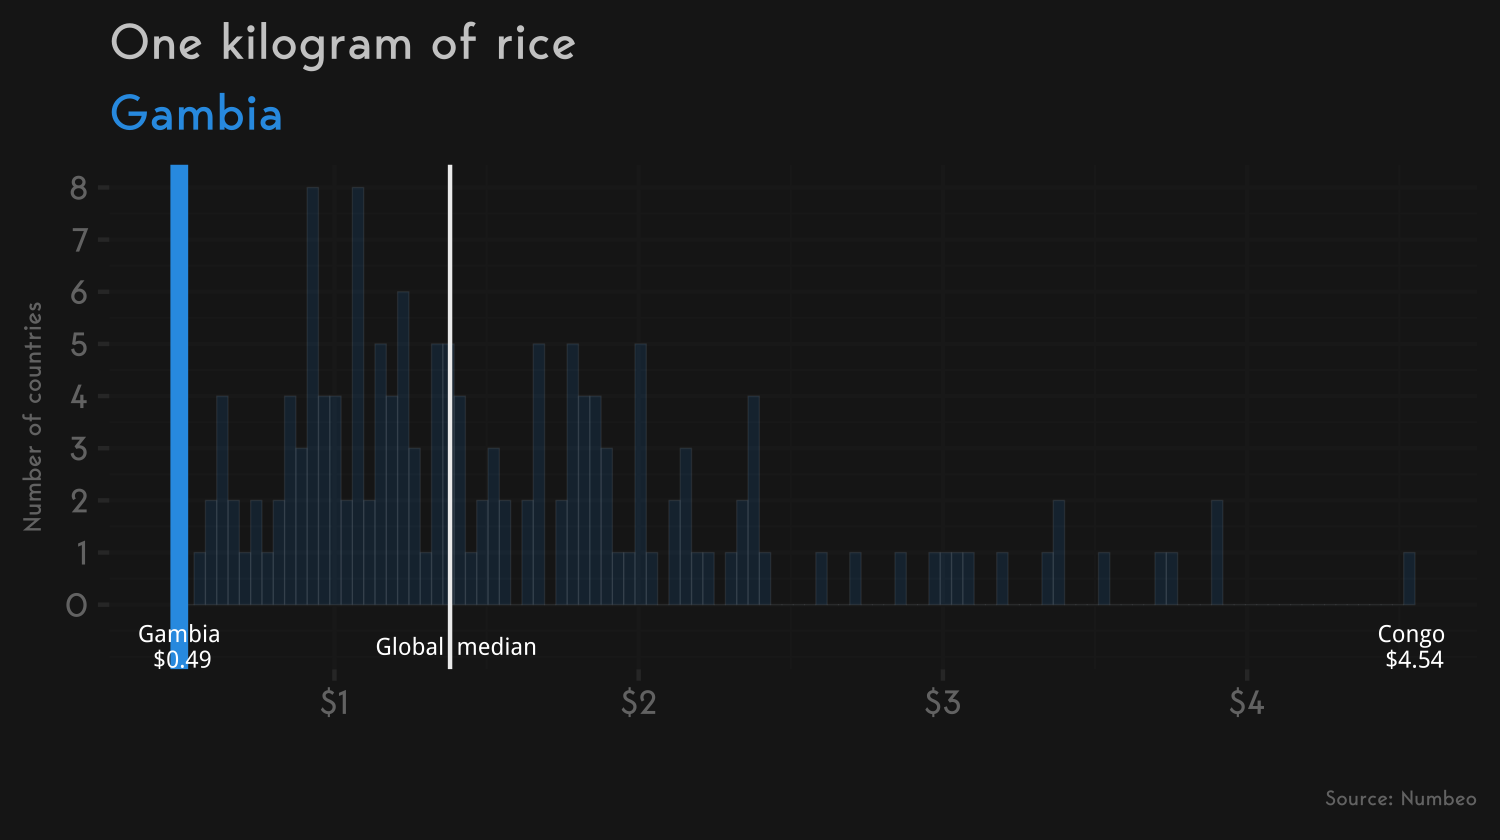 One kilogram of rice
Gambia
Number of countries
8
7
6
5
4
3
2
1
0
Gambia
$0.49
Global median
Congo
$4.54
$1 $2 $3 $4
Source: Numbeo